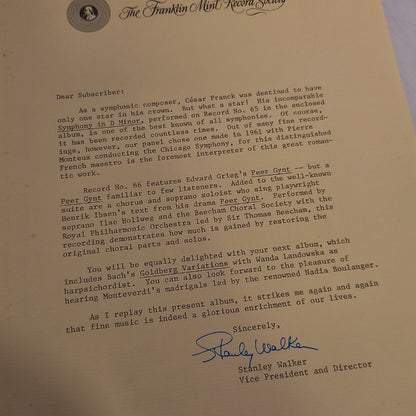 The Franklin Mint Record Society
Dear Subscriber:
As a symphonic composer, César Franck was destined to have
only one star in his crown. But what a star! His incomparable
Symphony in D Minor, performed on Record No. 65 in the enclosed
album, is one of the best known of all symphonies. Of course,
it has been recorded countless times. Out of many fine record-
ings, however, our panel chose one made in 1961 with Pierre
Monteux conducting the Chicago Symphony, for this distinguished
French maestro is the foremost interpreter of this great roman-
tic work.
Record No. 66 features Edvard Grieg's Peer Gynt -- but a
Peer Gynt familiar to few listeners. Added to the well-known
suite are a chorus and soprano soloist who sing playwright
Henrik Ibsen's text from his drama Peer Gynt. Performed by
soprano Ilse Hollweg and the Beecham Choral Society with the
Royal Philharmonic Orchestra led by Sir Thomas Beecham, this
recording demonstrates how much is gained by restoring the
original choral parts and solos.
You will be equally delighted with your next album, which
includes Bach's Goldberg Variations with Wanda Landowska as
harpsichordist. You can also look forward to the pleasure of
hearing Monteverdi's madrigals led by the renowned Nadia Boulanger.
As I replay this present album, it strikes me again and again
that fine music is indeed a glorious enrichment of our lives.
Sincerely,
Stanley Walker
Stanley Walker
Vice President and Director